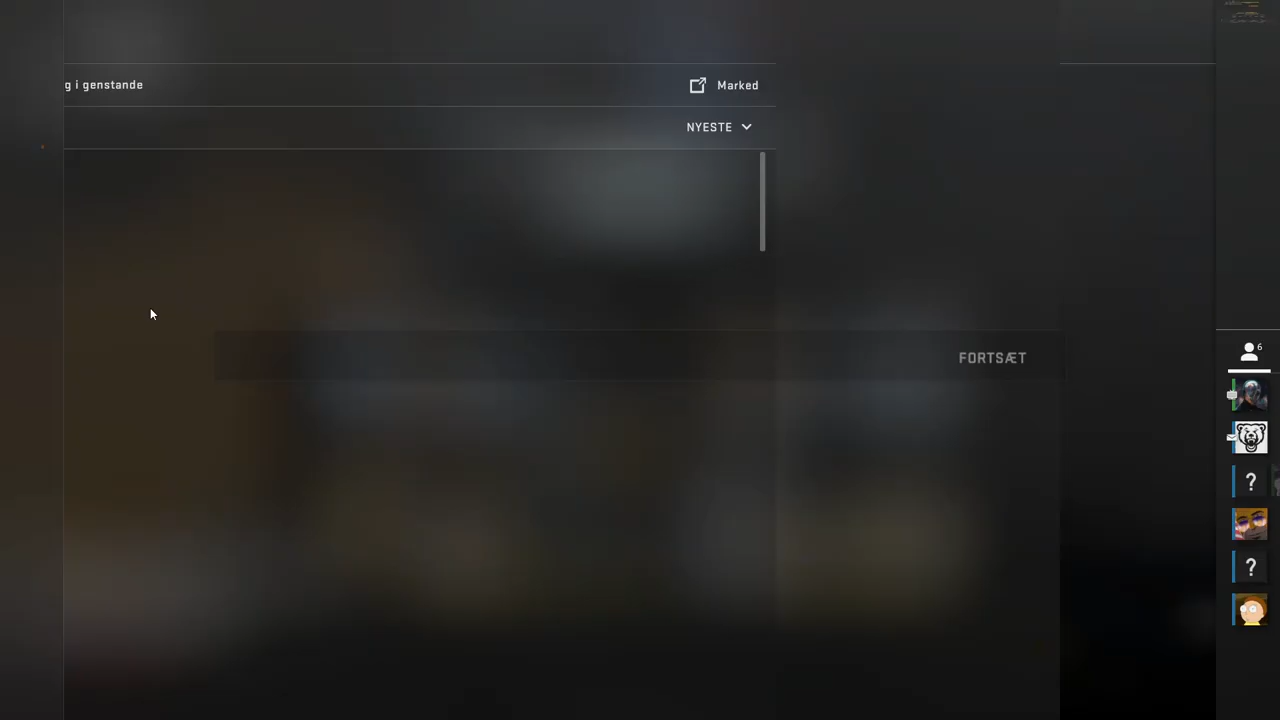 g i genstande
Marked
NYESTE
FORTSÆT
6
?
?